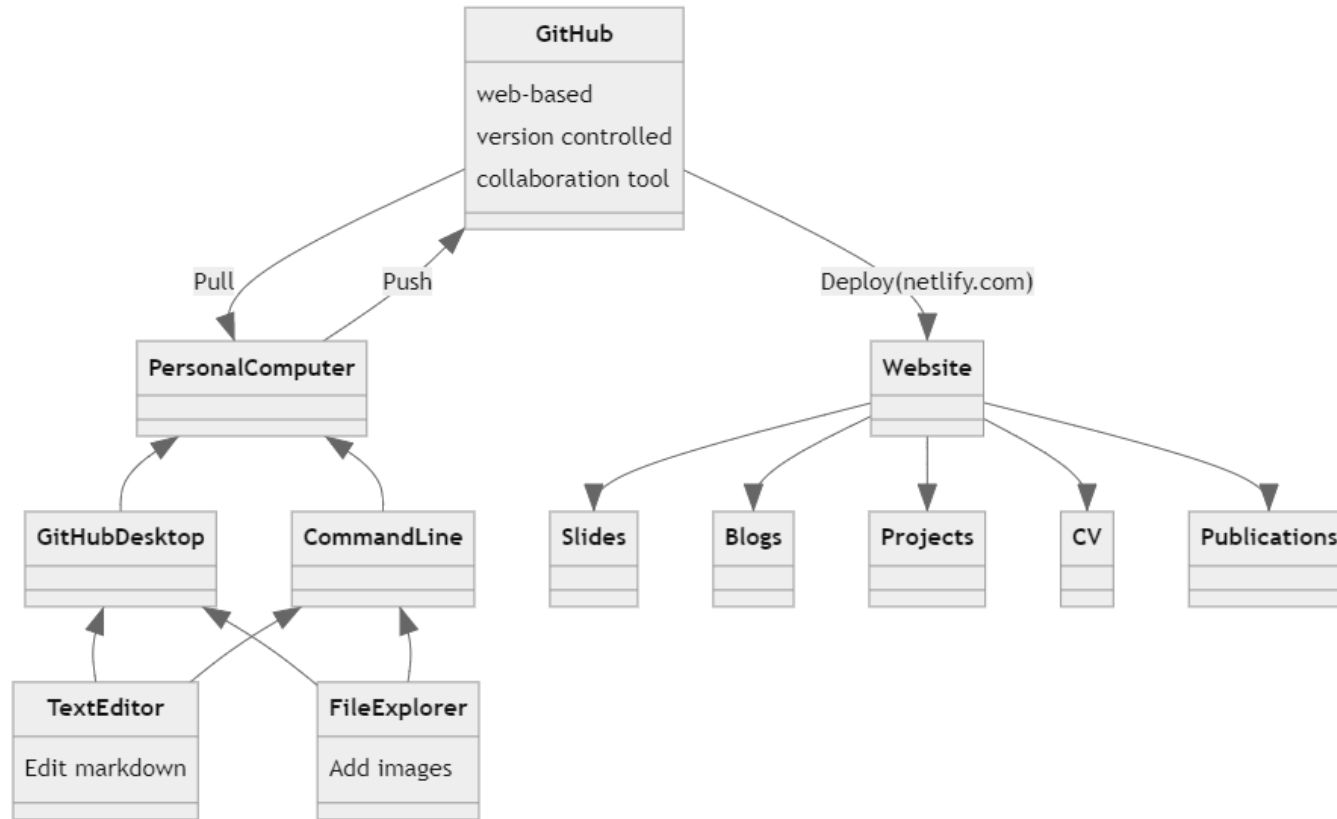 GitHub
web-based
version controlled
collaboration tool
Pull
Push
Deploy(netlify.com)
PersonalComputer
Website
GitHubDesktop
CommandLine
Slides
Blogs
Projects
CV
Publications
TextEditor
Edit markdown
FileExplorer
Add images